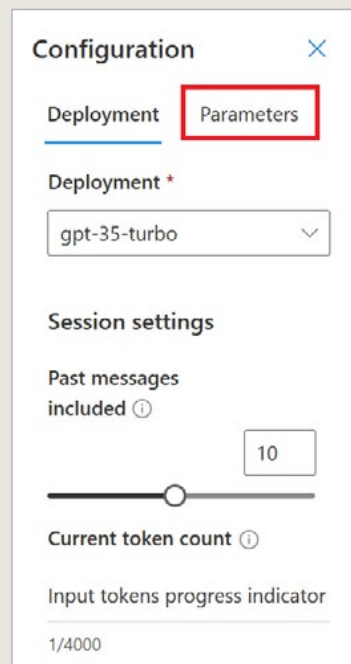 Configuration
Deployment Parameters
Deployment *
gpt-35-turbo
Session settings
Past messages
included
10
Current token count
Input tokens progress indicator
1/4000